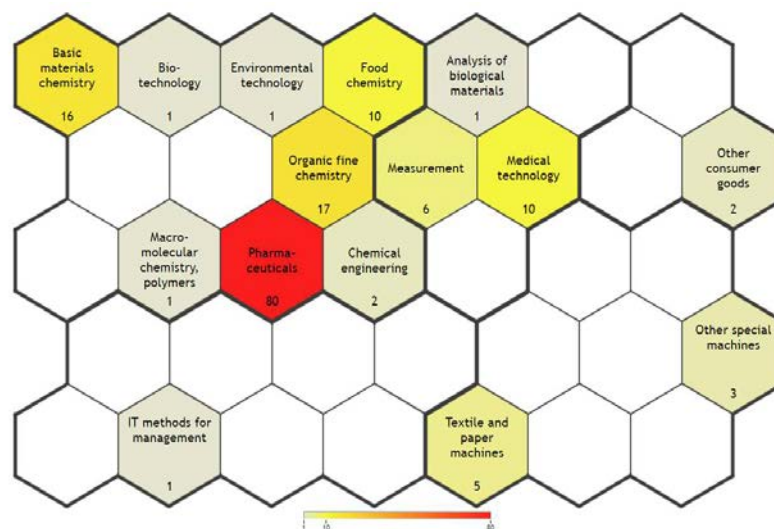 Basic
materials
chemistry
16
Bio-
technology
1
Environmental
technology
1
Food
chemistry
10
Analysis of
biological
materials
1
Organic fine
chemistry
17
Measurement
6
Medical
technology
10
Other
consumer
goods
2
Macro-
molecular
chemistry,
polymers
1
Pharma-
ceuticals
80
Chemical
engineering
2
Other special
machines
3
IT methods for
management
1
Textile and
paper
machines
5